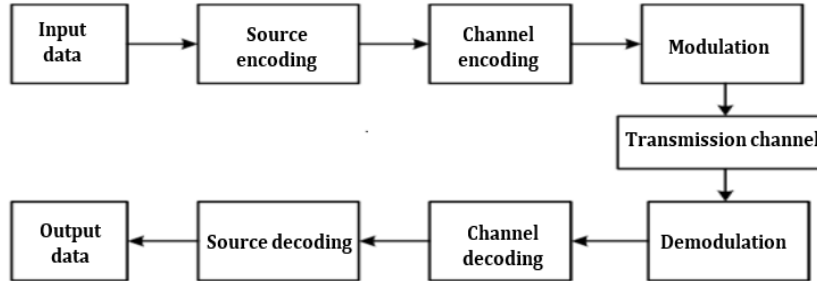 Input
data
Source
encoding
Channel
encoding
Modulation
Transmission channel
Demodulation
Channel
decoding
Source decoding
Output
data